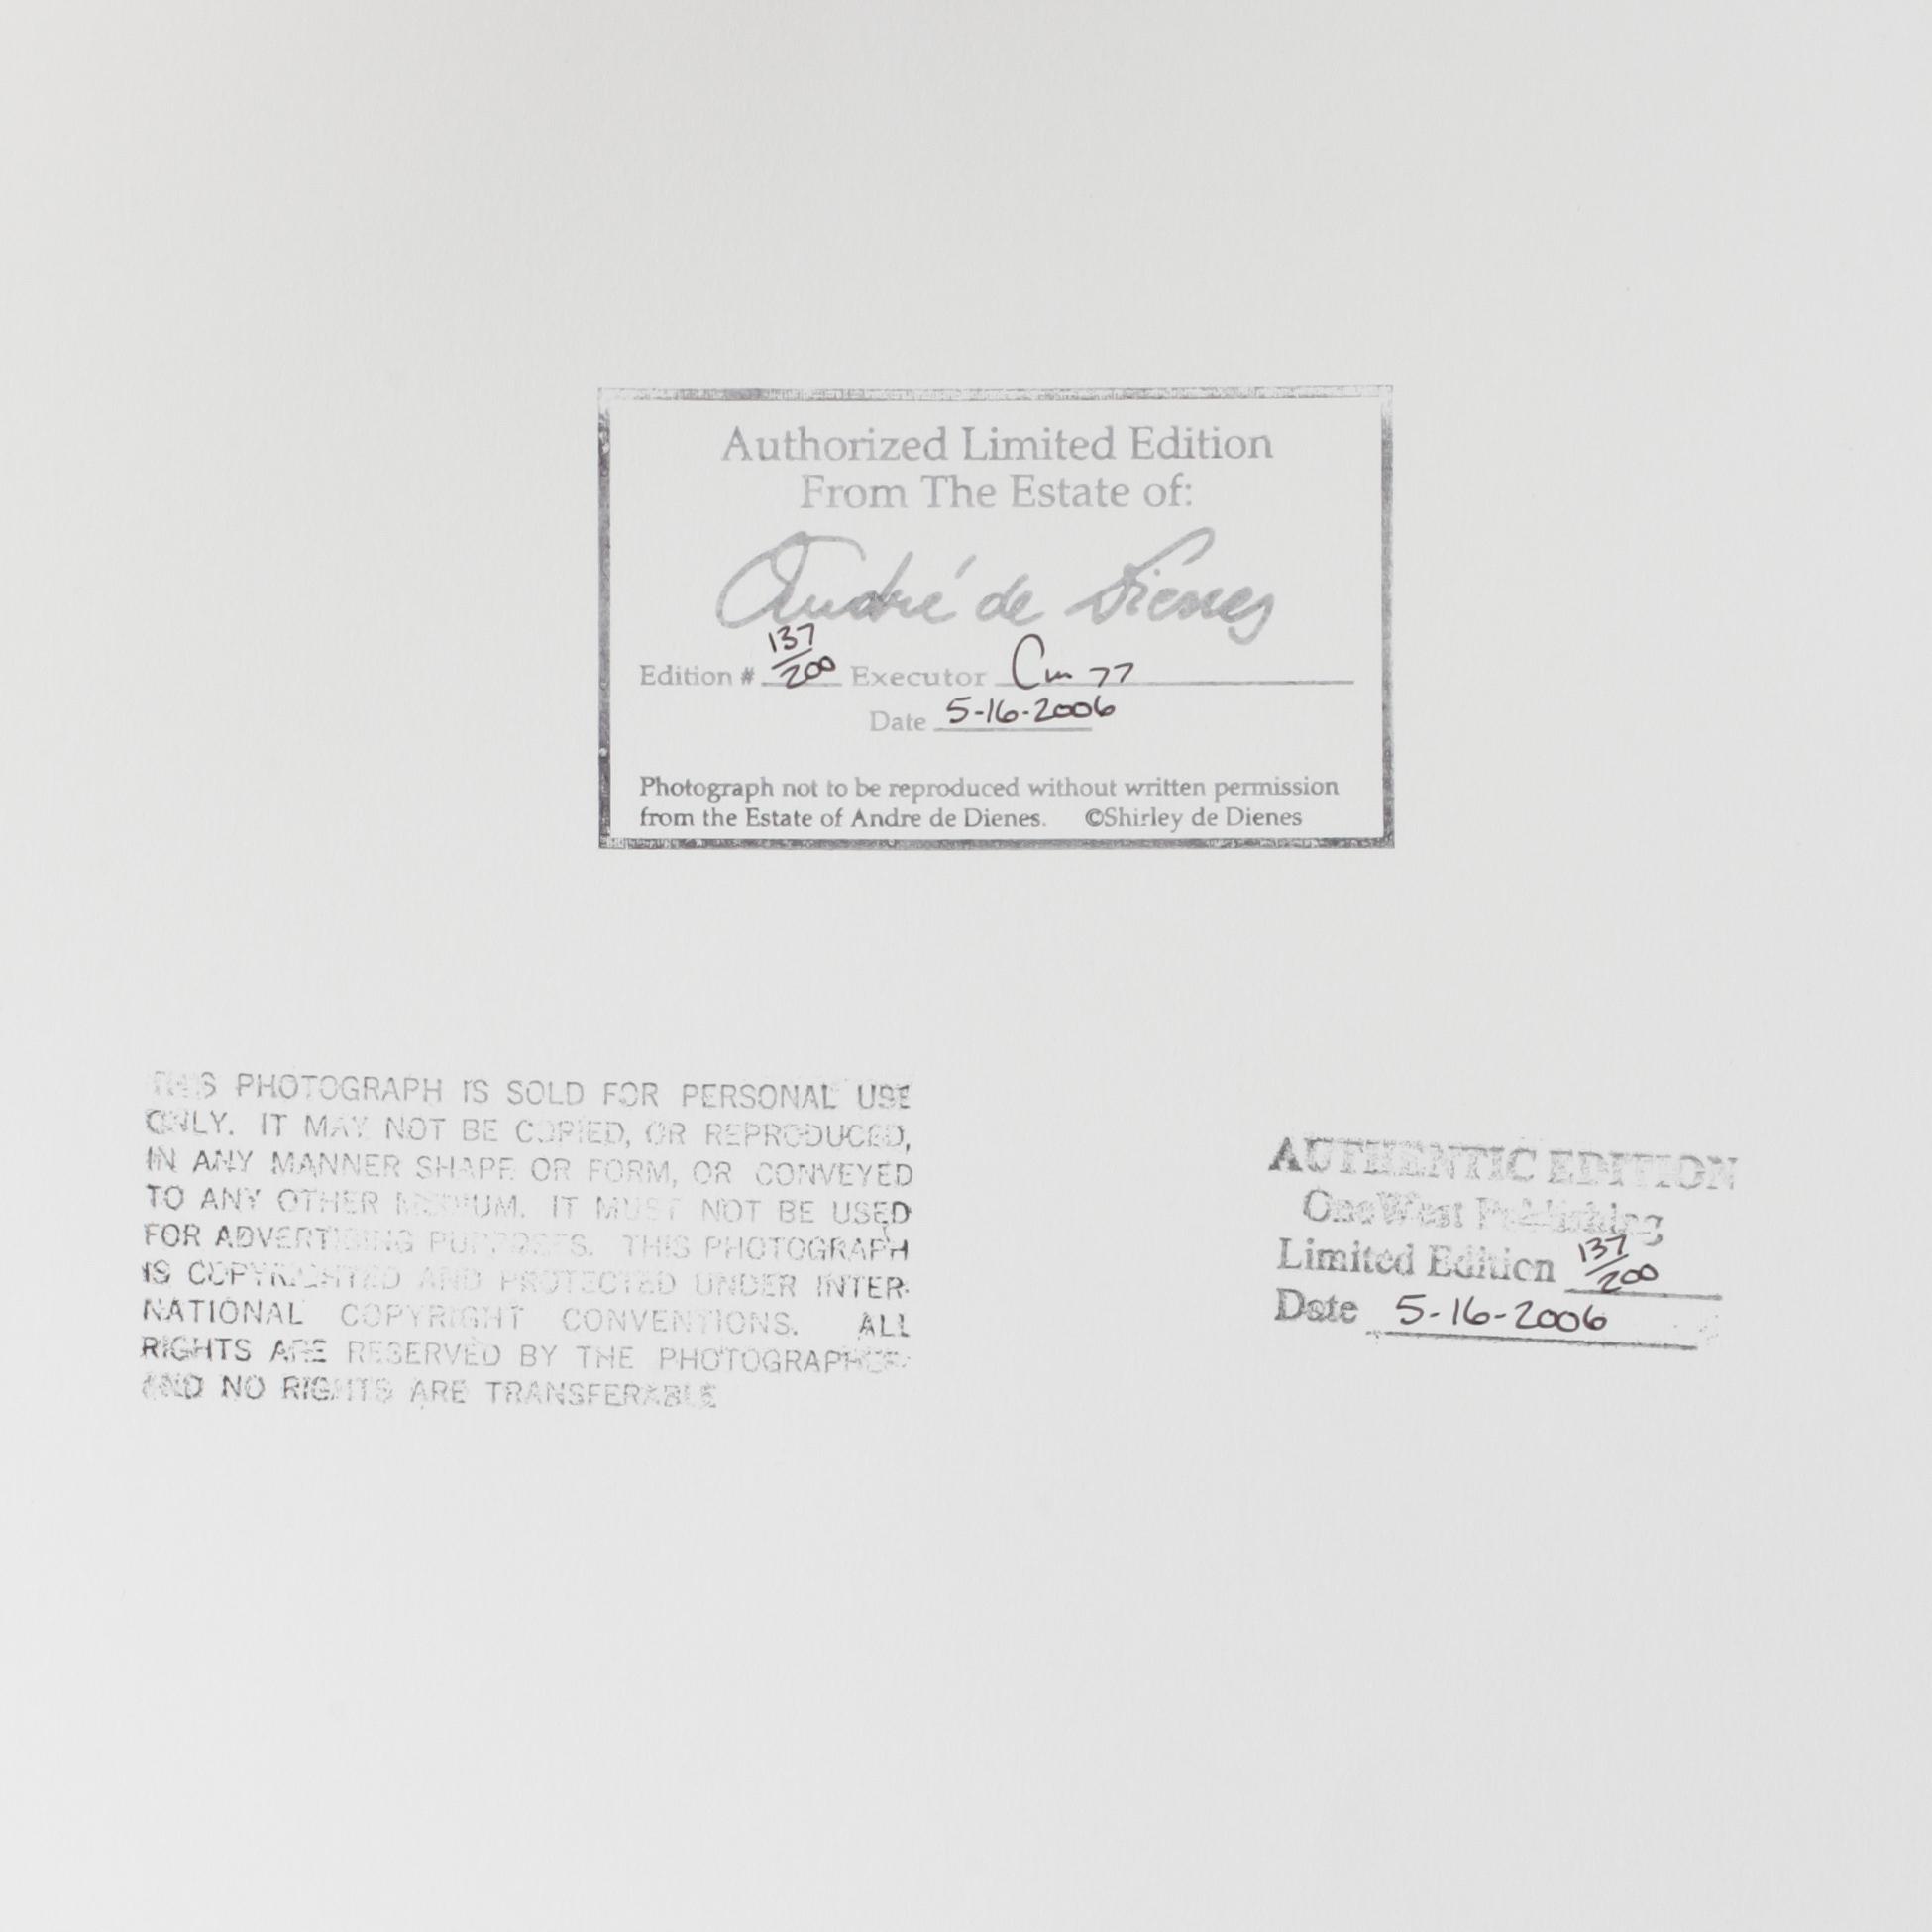 Authorized Limited Edition
From The Estate of:
André de Dienes
Edition # 137/200 Executor
Date 5-16-2006
Photograph not to be reproduced without written permission
from the Estate of Andre de Dienes. ©Shirley de Dienes
THIS PHOTOGRAPH IS SOLD FOR PERSONAL USE
ONLY. IT MAY NOT BE COPIED, OR REPRODUCED,
IN ANY MANNER SHAPE OR FORM, OR CONVEYED
TO ANY OTHER MEDIUM. IT MUST NOT BE USED
FOR ADVERTISING PURPOSES. THIS PHOTOGRAPH
IS COPYRIGHTED AND PROTECTED UNDER INTER-
NATIONAL COPYRIGHT CONVENTIONS. ALL
RIGHTS ARE RESERVED BY THE PHOTOGRAPHER
AND NO RIGHTS ARE TRANSFERABLE
AUTHENTIC EDITION
OneWest Publishing
Limited Edition 137/200
Date 5-16-2006